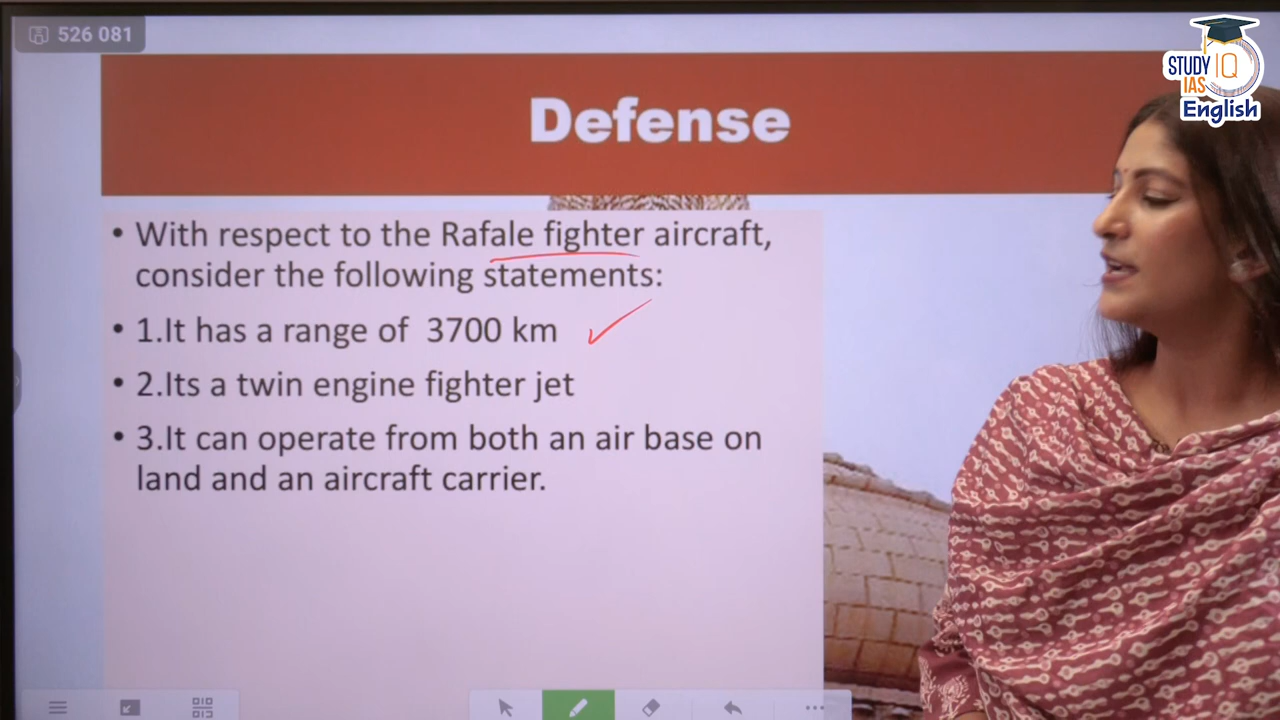 526 081
STUDY IQ
IAS
English
Defense
• With respect to the Rafale fighter aircraft,
consider the following statements:
• 1.It has a range of  3700 km
• 2.Its a twin engine fighter jet
• 3.It can operate from both an air base on
land and an aircraft carrier.